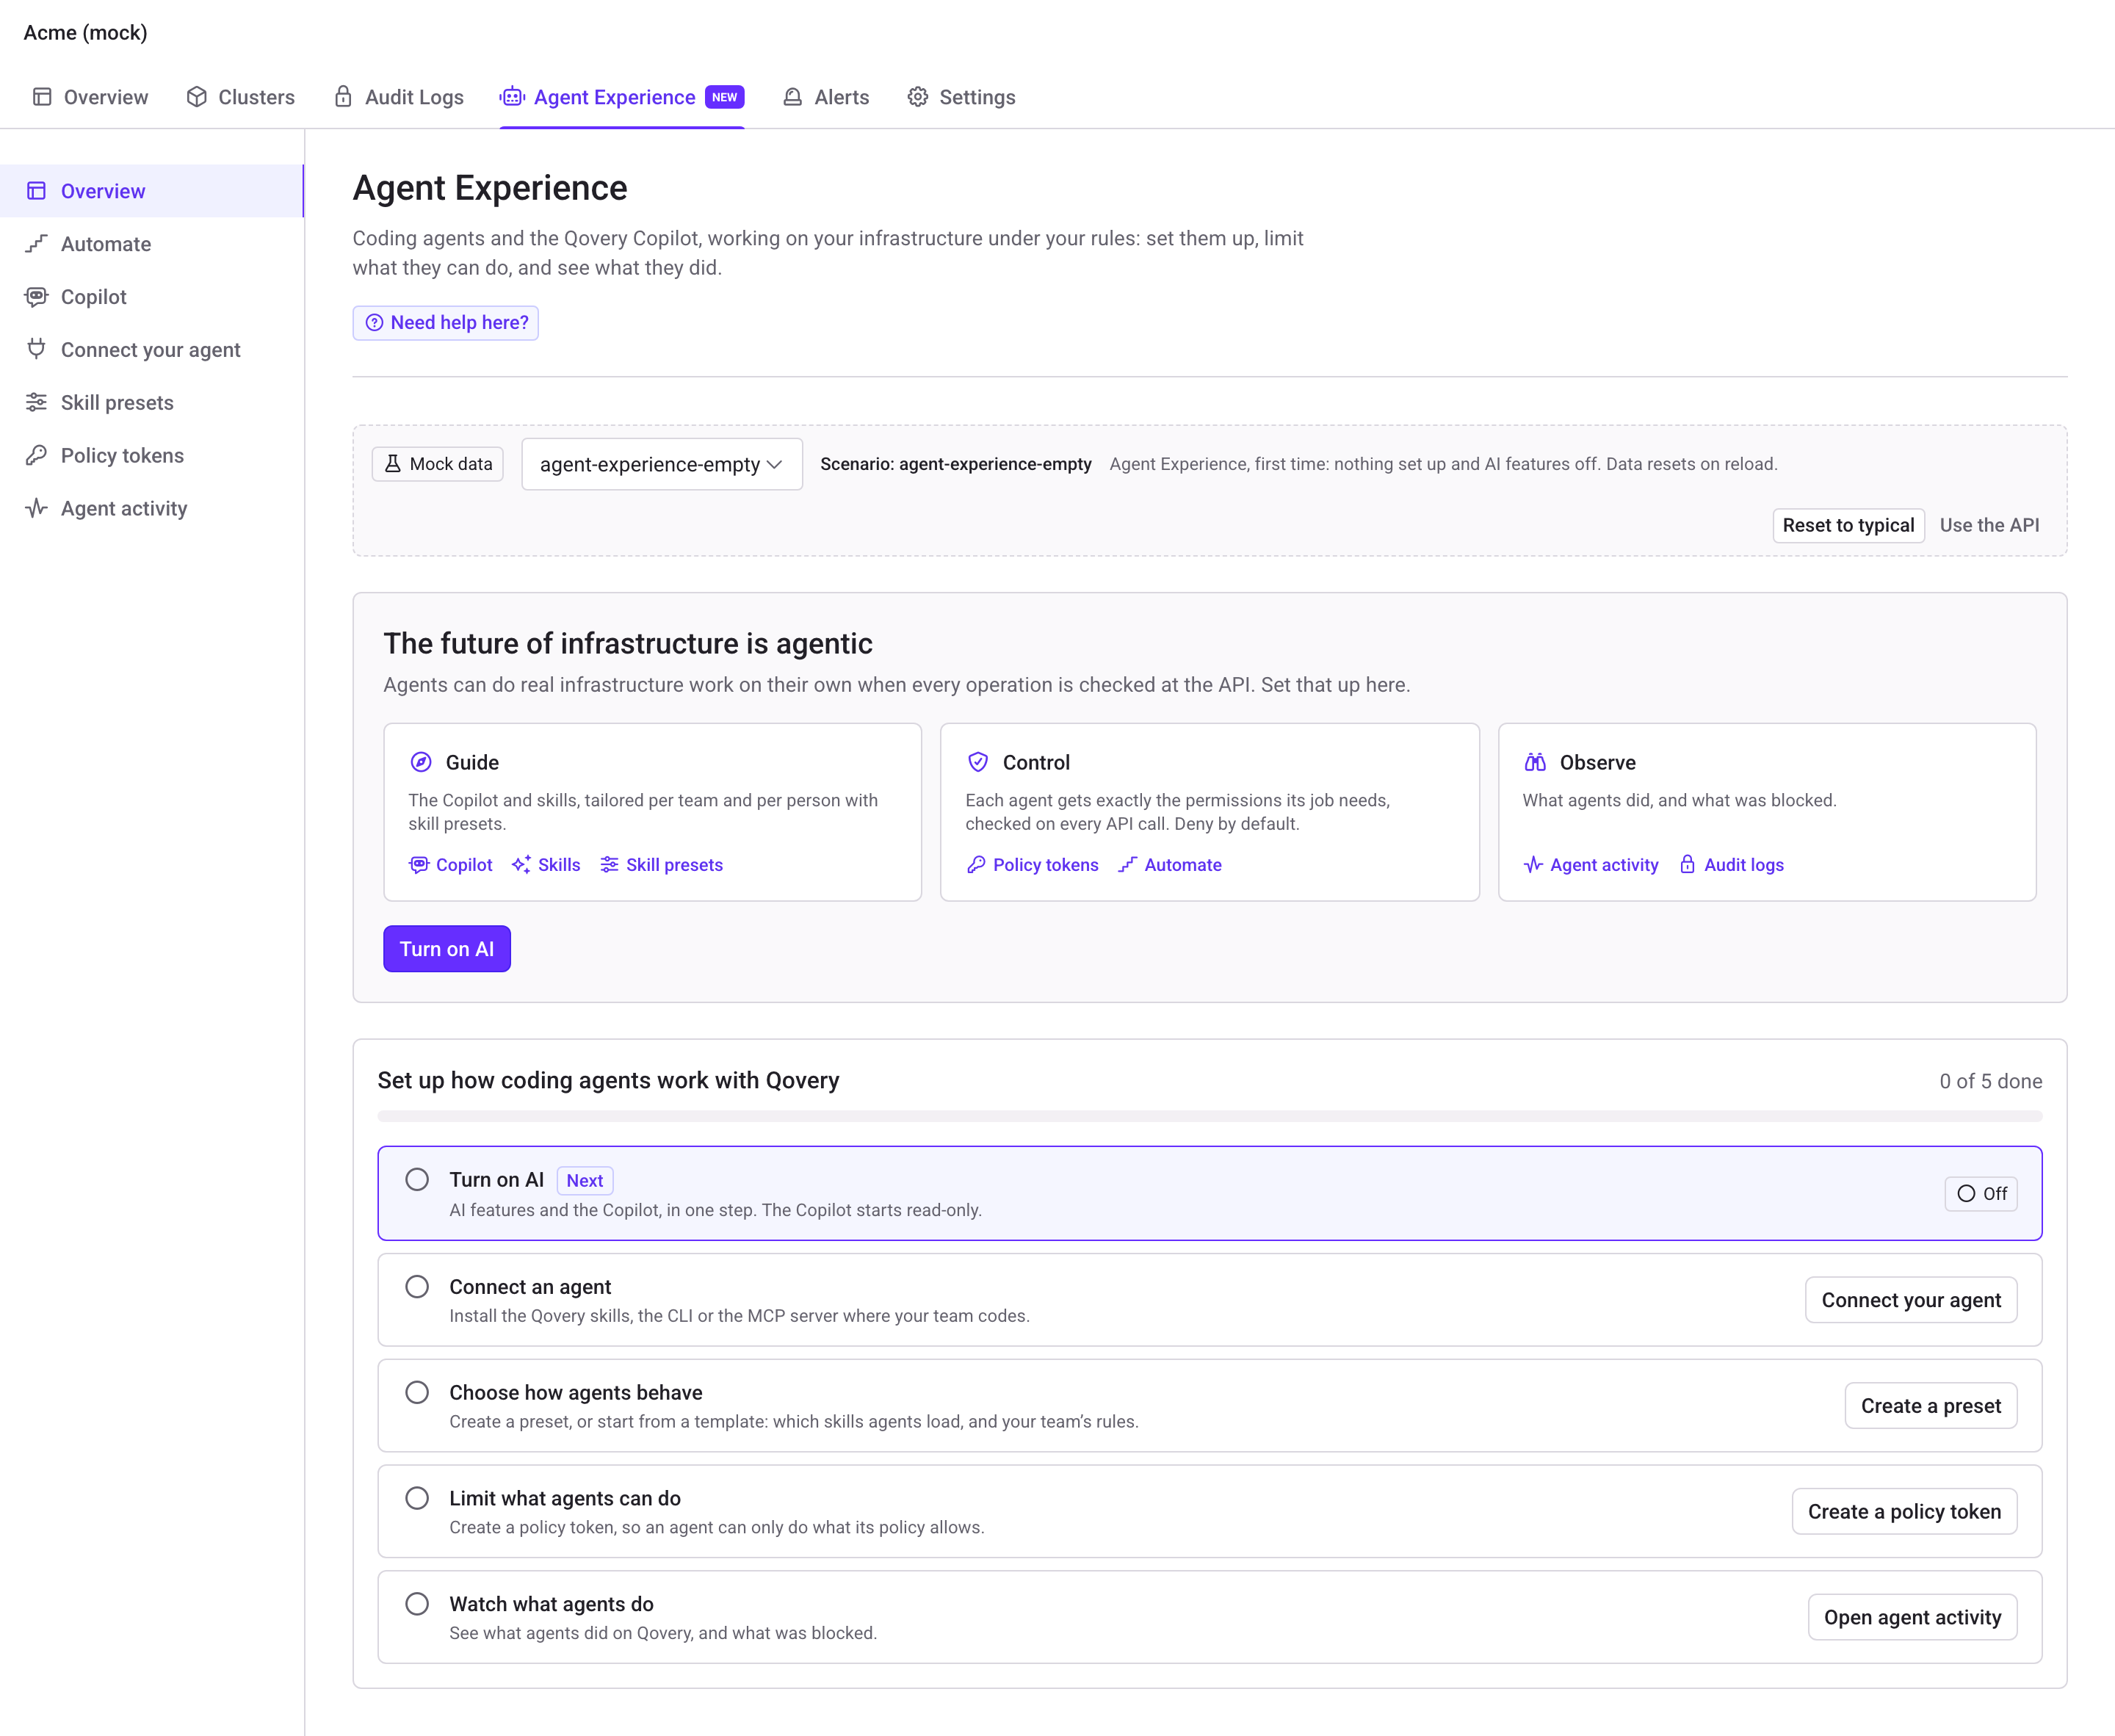 Acme (mock)
Overview
Clusters
Audit Logs
Agent Experience NEW
Alerts
Settings
Overview
Automate
Copilot
Connect your agent
Skill presets
Policy tokens
Agent activity
Agent Experience
Coding agents and the Qovery Copilot, working on your infrastructure under your rules: set them up, limit
what they can do, and see what they did.
Need help here?
Mock data
agent-experience-empty
Scenario: agent-experience-empty Agent Experience, first time: nothing set up and AI features off. Data resets on reload.
Reset to typical
Use the API
The future of infrastructure is agentic
Agents can do real infrastructure work on their own when every operation is checked at the API. Set that up here.
Guide
The Copilot and skills, tailored per team and per person with
skill presets.
Copilot Skills Skill presets
Control
Each agent gets exactly the permissions its job needs,
checked on every API call. Deny by default.
Policy tokens Automate
Observe
What agents did, and what was blocked.
Agent activity Audit logs
Turn on AI
Set up how coding agents work with Qovery
0 of 5 done
Turn on AI Next
AI features and the Copilot, in one step. The Copilot starts read-only.
Off
Connect an agent
Install the Qovery skills, the CLI or the MCP server where your team codes.
Connect your agent
Choose how agents behave
Create a preset, or start from a template: which skills agents load, and your team’s rules.
Create a preset
Limit what agents can do
Create a policy token, so an agent can only do what its policy allows.
Create a policy token
Watch what agents do
See what agents did on Qovery, and what was blocked.
Open agent activity